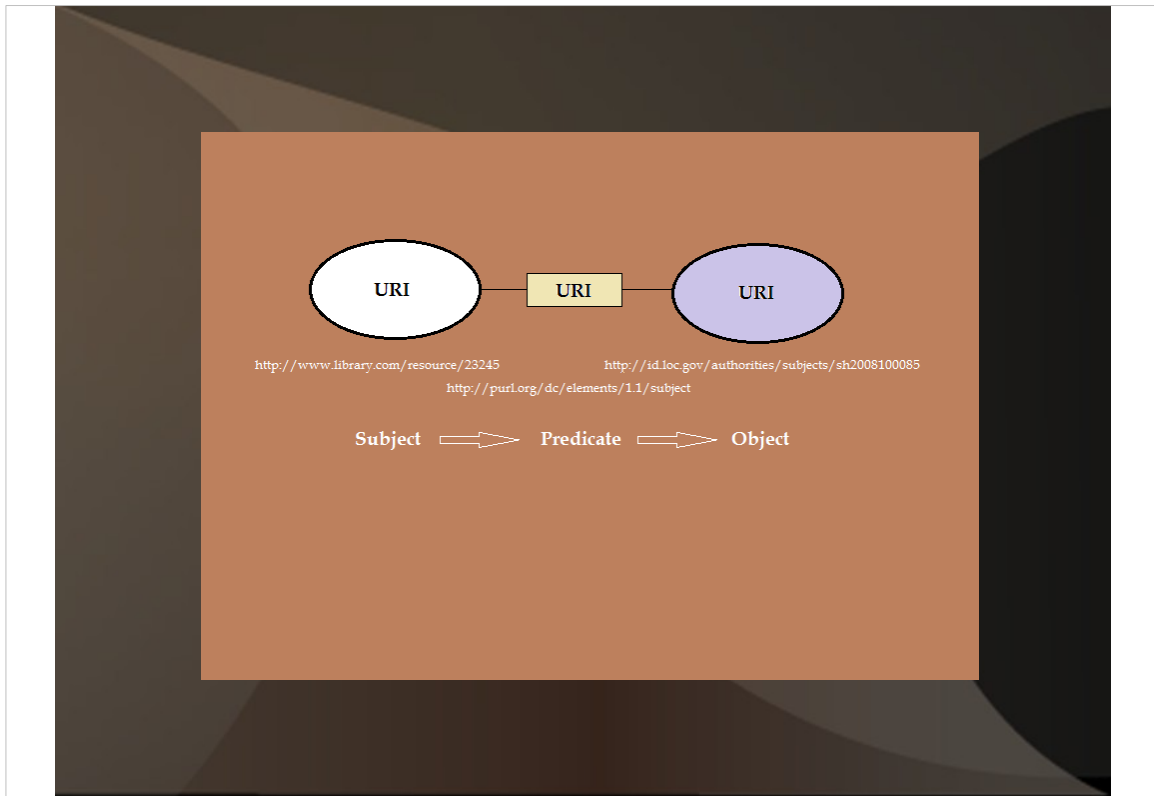 URI URI URI
http://www.library.com/resource/23245 http://id.loc.gov/authorities/subjects/sh2008100085
http://purl.org/dc/elements/1.1/subject
Subject Predicate Object